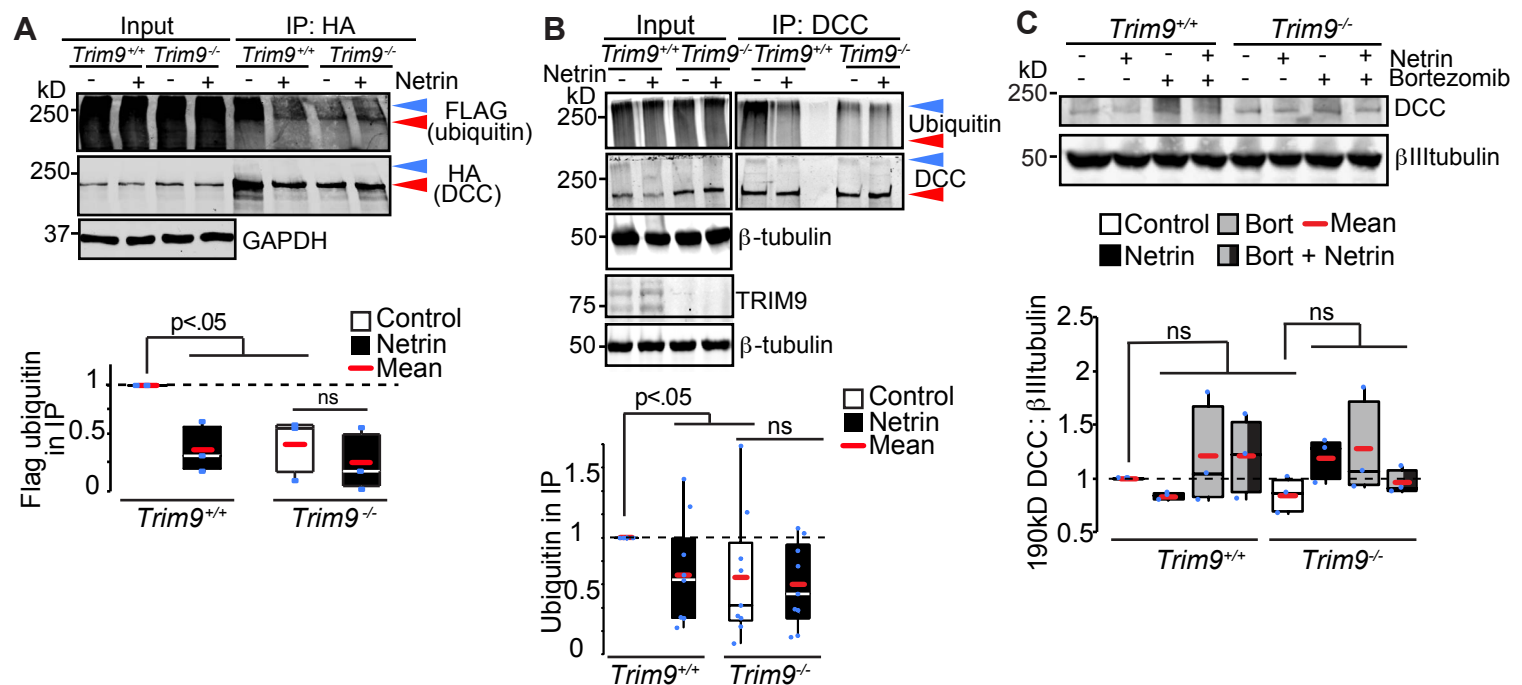 A
Input
IP: HA
Trim9+/+ Trim9-/- Trim9+/+ Trim9-/-
- + - + - + - + Netrin
kD
250
FLAG
(ubiquitin)
250
HA
(DCC)
37
GAPDH
p<.05
Control
Netrin
Mean
ns
Flag ubiquitin
in IP
1
0.5
0
Trim9+/+ Trim9-/-
B
Input
IP: DCC
Trim9+/+ Trim9-/- Trim9+/+ Trim9-/-
Netrin - + - + - + - +
kD
250
Ubiquitin
250
DCC
50
β-tubulin
75
TRIM9
50
β-tubulin
Control
Netrin
Mean
p<.05
ns
Ubiquitin in IP
1.5
1
0.5
0
Trim9+/+ Trim9-/-
C
Trim9+/+ Trim9-/-
- + - + - + - + Netrin
- - + + - - + + Bortezomib
kD
250
DCC
50
βIIItubulin
Control Bort Mean
Netrin Bort + Netrin
ns
ns
190kD DCC: βIIItubulin
2.5
2
1.5
1
0.5
Trim9+/+ Trim9-/-